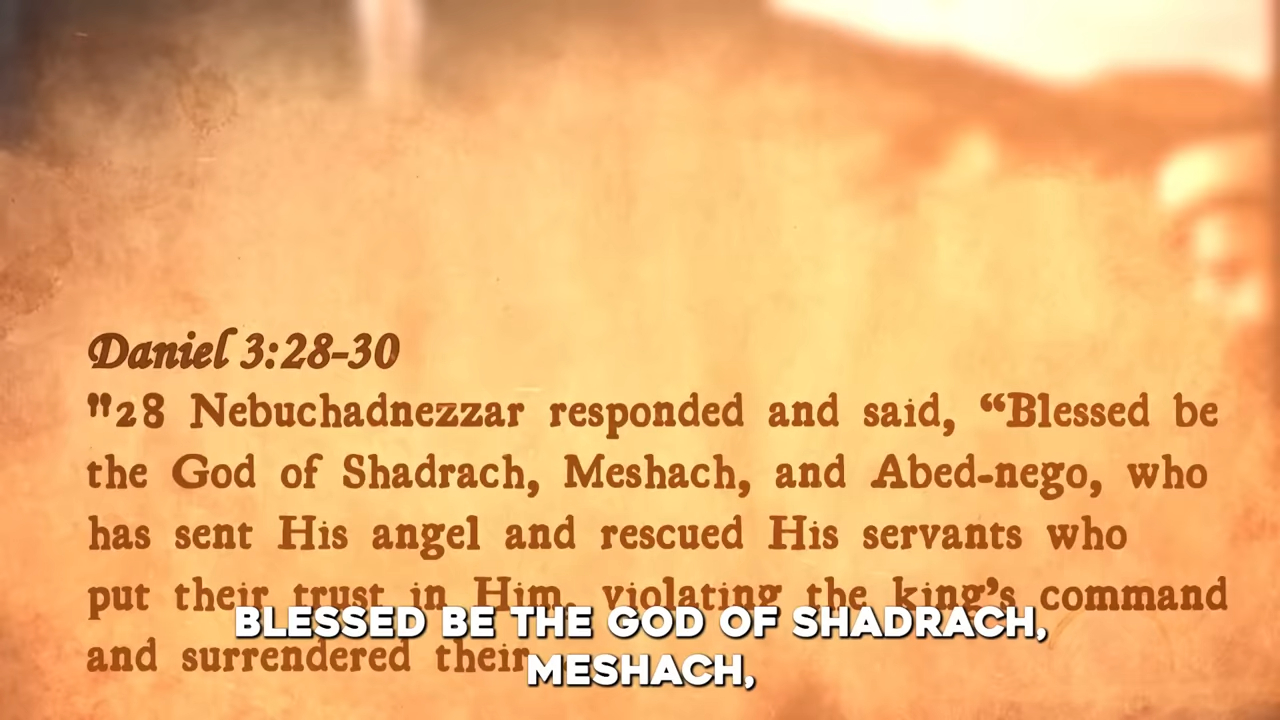 Daniel 3:28-30
"28 Nebuchadnezzar responded and said, “Blessed be
the God of Shadrach, Meshach, and Abed-nego, who
has sent His angel and rescued His servants who
put their trust in Him, violating the king’s command
and surrendered their
BLESSED BE THE GOD OF SHADRACH,
MESHACH,